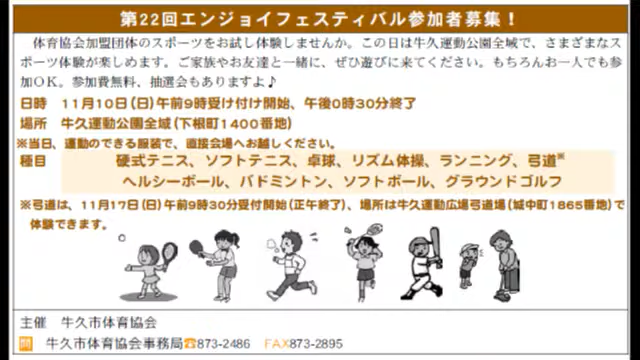 第22回エンジョイフェスティバル参加者募集！
体育協会加盟団体のスポーツをお試し体験しませんか。この日は牛久運動公園全域で、さまざまなス
ポーツ体験が楽しめます。ご家族やお友達と一緒に、ぜひ遊びに来てください。もちろんお一人でも参
加ＯＫ。参加費無料、抽選会もありますよ♪
日時　11月10日(日)午前9時受け付け開始、午後0時30分終了
場所　牛久運動公園全域(下根町1400番地)
※当日、運動のできる服装で、直接会場へお越しください。
種目　硬式テニス、ソフトテニス、卓球、リズム体操、ランニング、弓道※
ヘルシーボール、バドミントン、ソフトボール、グラウンドゴルフ
※弓道は、11月17日(日)午前9時30分受付開始(正午終了)、場所は牛久運動広場弓道場(城中町1865番地)で
体験できます。
主催　牛久市体育協会
牛久市体育協会事務局☎873-2486　FAX873-2895